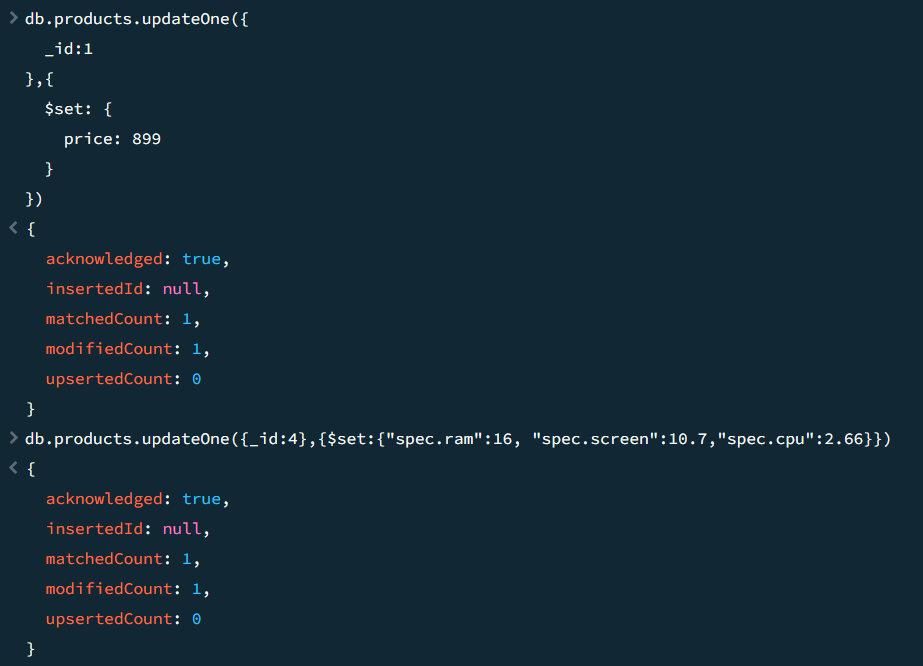 > db.products.updateOne({
_id:1
},{
$set: {
price: 899
}
})
< {
acknowledged: true,
insertedId: null,
matchedCount: 1,
modifiedCount: 1,
upsertedCount: 0
}
> db.products.updateOne({_id:4},{$set:{"spec.ram":16, "spec.screen":10.7,"spec.cpu":2.66}})
< {
acknowledged: true,
insertedId: null,
matchedCount: 1,
modifiedCount: 1,
upsertedCount: 0
}